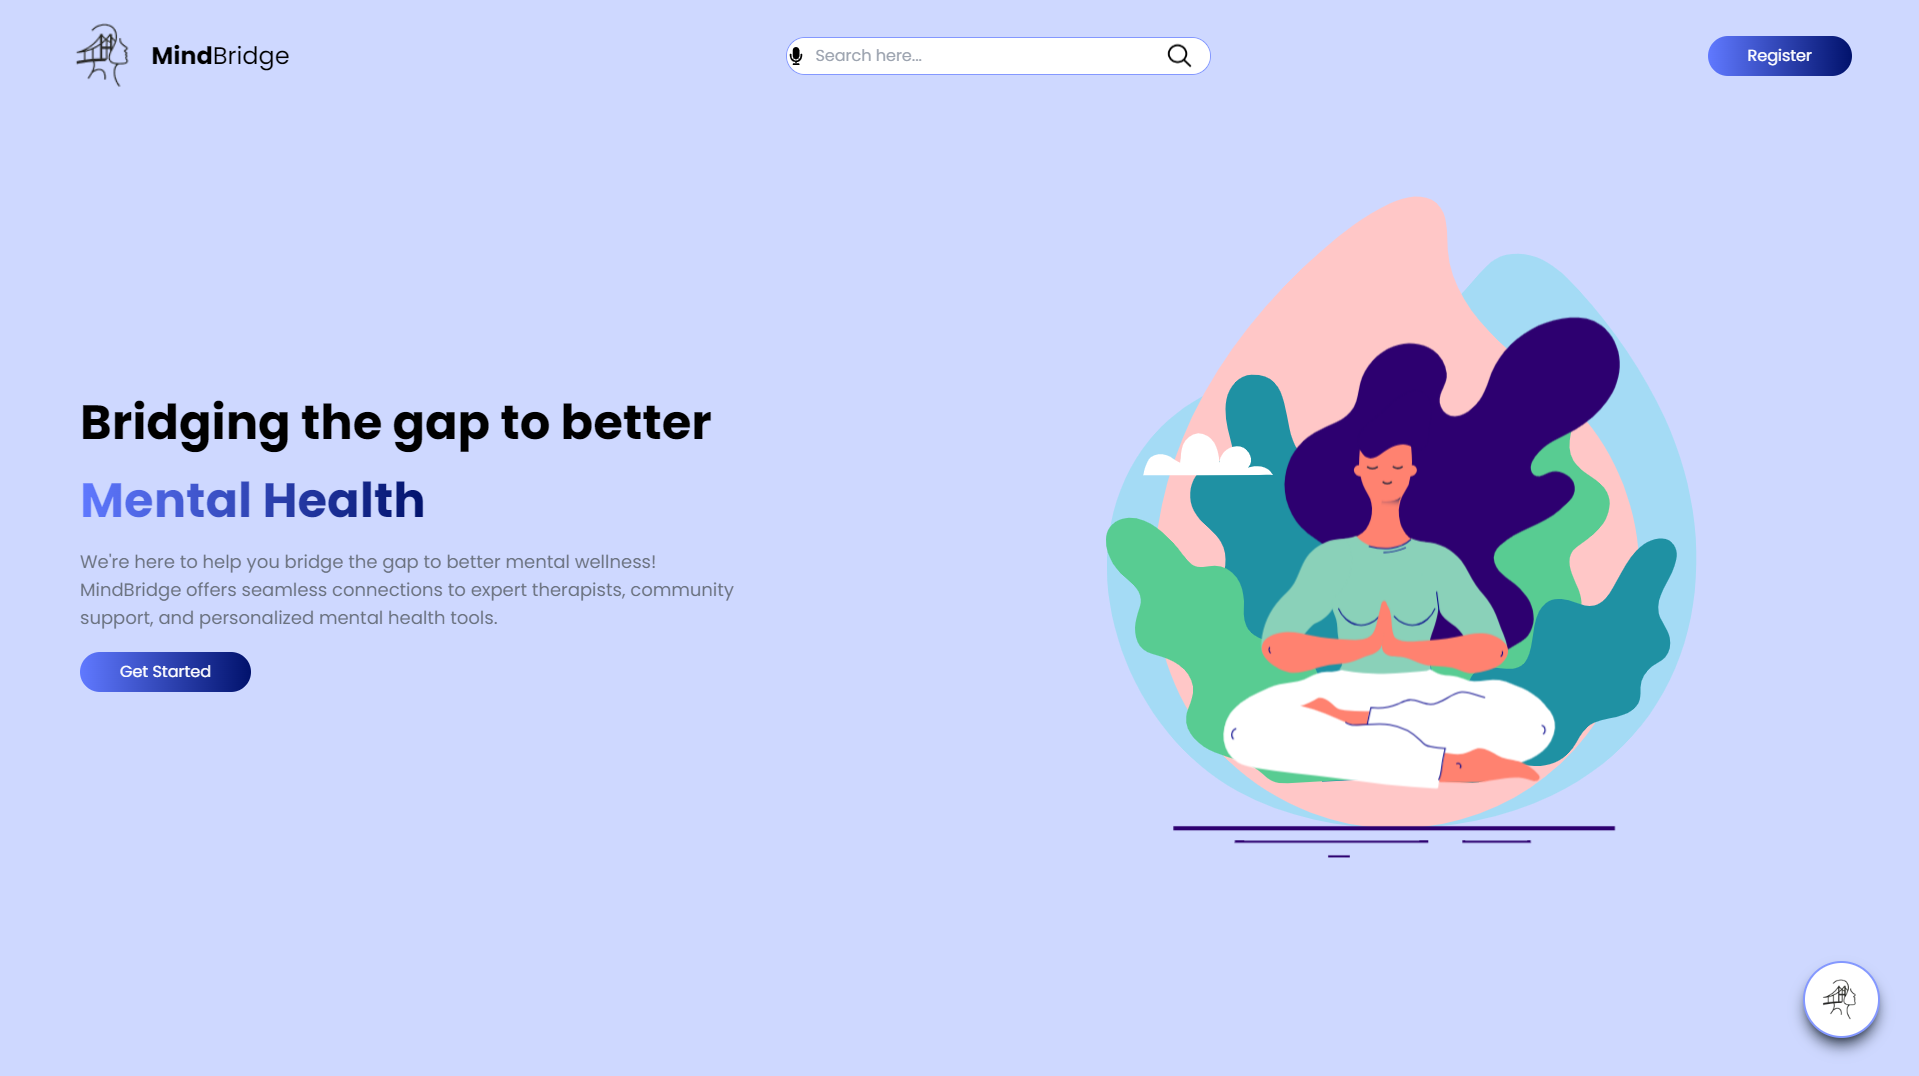 MindBridge
Search here...
Register
Bridging the gap to better
Mental Health
We're here to help you bridge the gap to better mental wellness!
MindBridge offers seamless connections to expert therapists, community
support, and personalized mental health tools.
Get Started